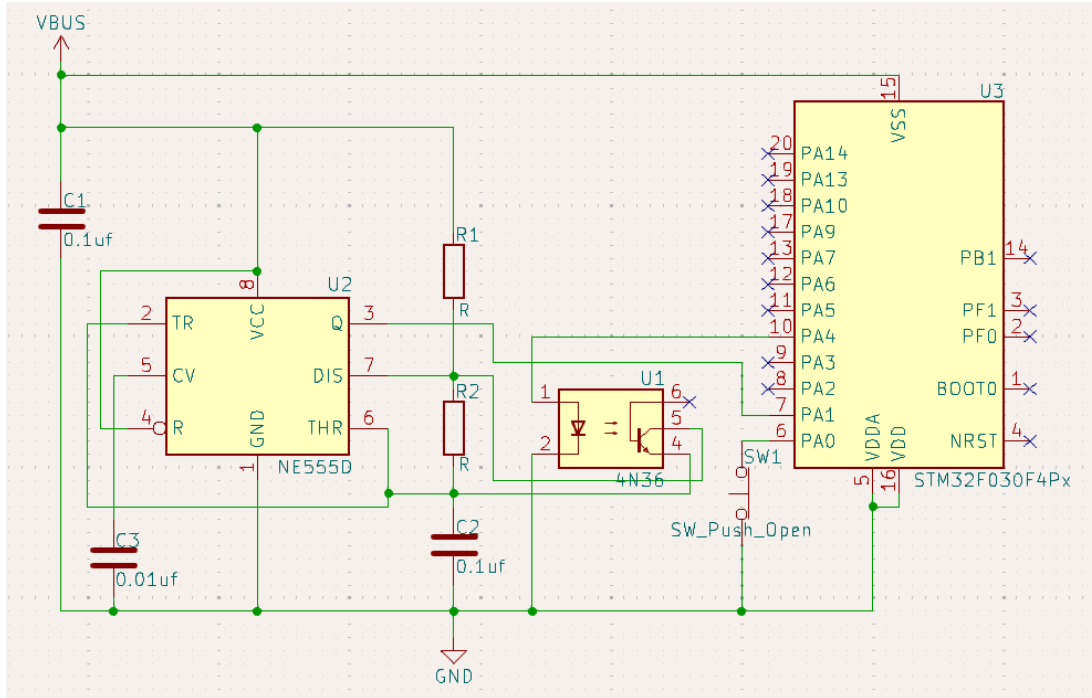 VBUS
C1
0.1uf
U2
8
VCC
2
TR
Q
3
5
CV
DIS
7
4
R
THR
6
GND
1
NE555D
C3
0.01uf
R1
R
R2
R
C2
0.1uf
GND
U1
1
2
6
5
4
4N36
SW1
SW_Push_Open
U3
15
VSS
20
PA14
19
PA13
18
PA10
17
PA9
13
PA7
12
PA6
11
PA5
10
PA4
9
PA3
8
PA2
7
PA1
6
PA0
PB1
14
PF1
3
PF0
2
BOOT0
1
NRST
4
VDDA
5
VDD
16
STM32F030F4Px